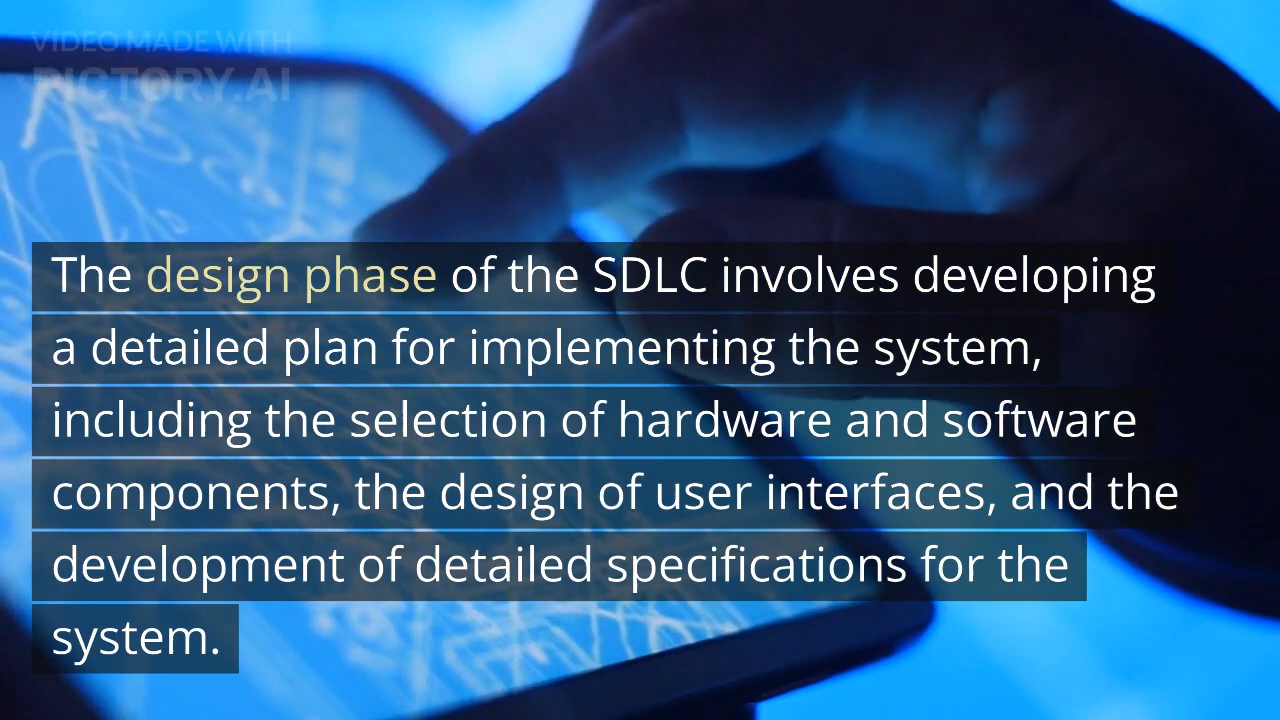 VIDEO MADE WITH
PICTORY.AI
The design phase of the SDLC involves developing
a detailed plan for implementing the system,
including the selection of hardware and software
components, the design of user interfaces, and the
development of detailed specifications for the
system.